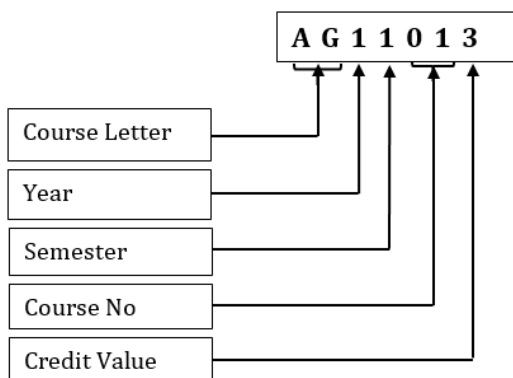 A G 1 1 0 1 3
Course Letter
Year
Semester
Course No
Credit Value